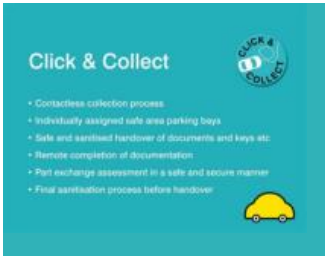 CLICK & COLLECT
Click & Collect
• Contactless collection process
• Individually assigned safe area parking bays
• Safe and sanitised handover of documents and keys etc
• Remote completion of documentation
• Part exchange assessment in a safe and secure manner
• Final sanitisation process before handover